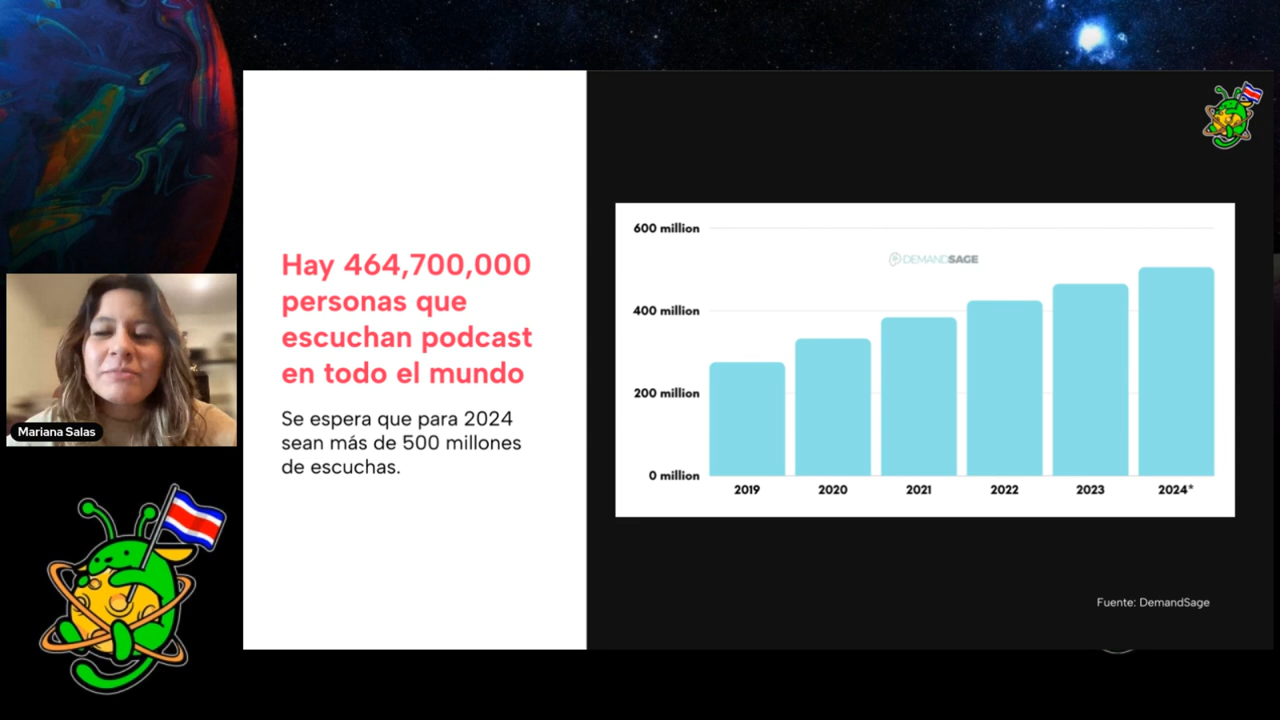 Hay 464,700,000
personas que
escuchan podcast
en todo el mundo
Se espera que para 2024
sean más de 500 millones
de escuchas.
600 million
DEMANDSAGE
400 million
200 million
0 million
2019 2020 2021 2022 2023 2024*
Fuente: DemandSage
Mariana Salas